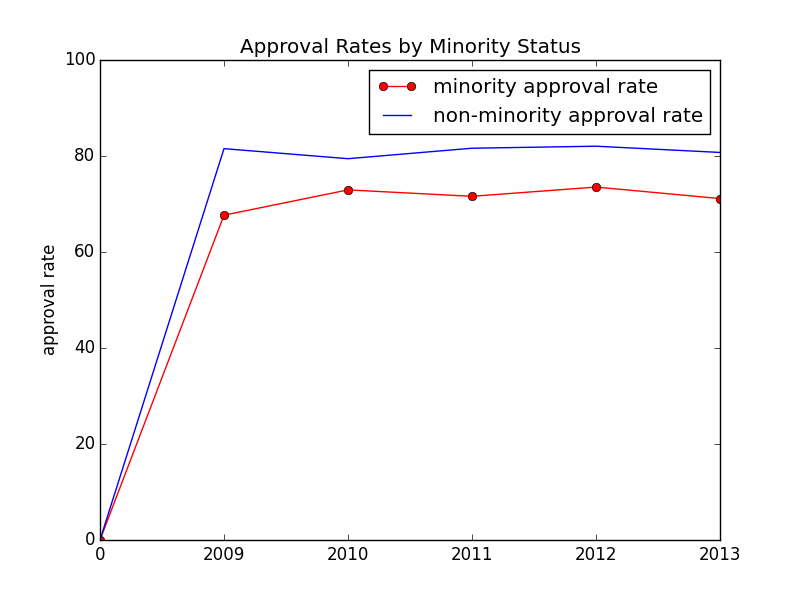 Approval Rates by Minority Status
100
minority approval rate
non-minority approval rate
80
60
approval rate
40
20
0
0 2009 2010 2011 2012 2013